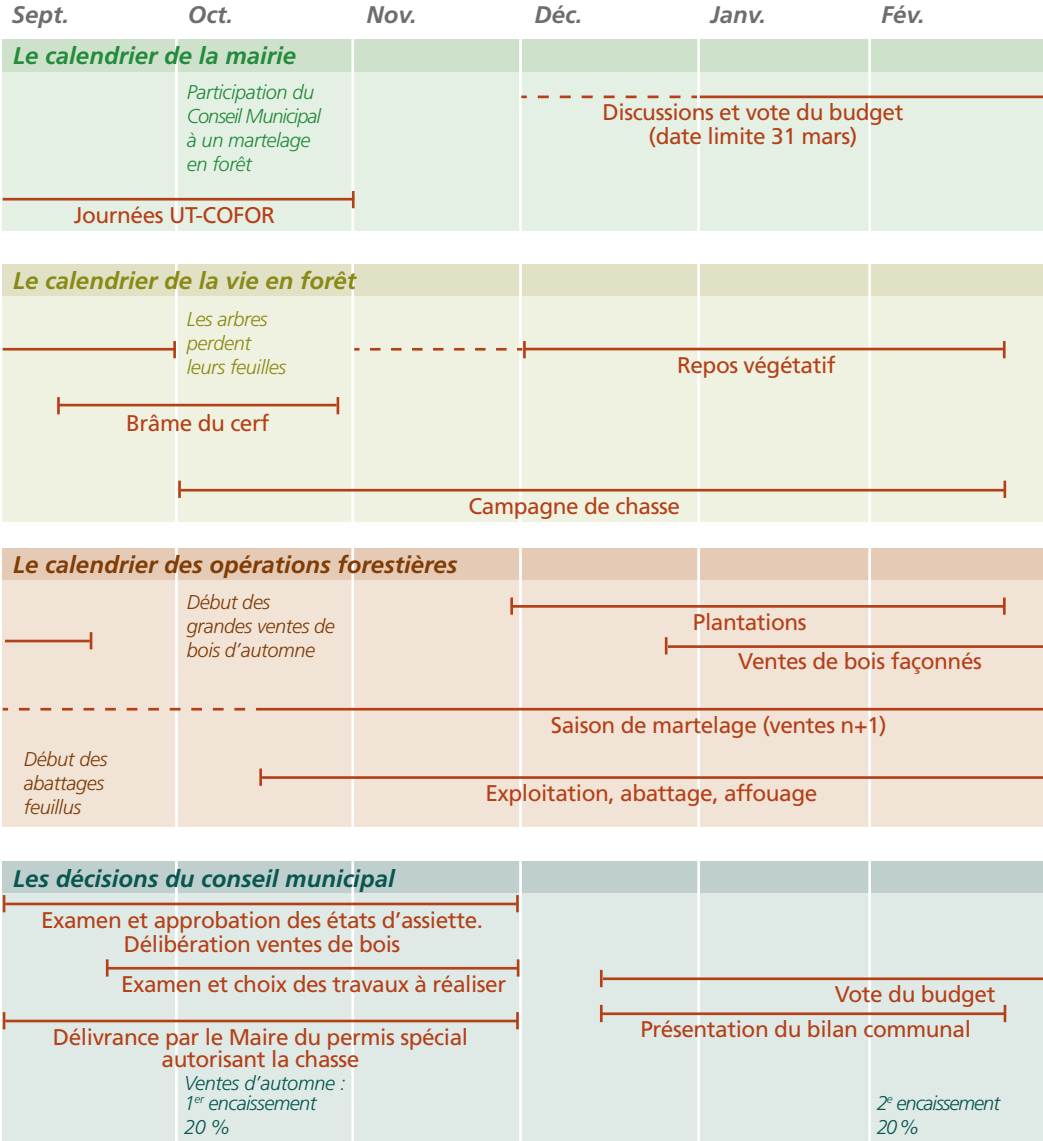 Sept. Oct. Nov. Déc. Janv. Fév.
Le calendrier de la mairie
Participation du
Conseil Municipal
à un martelage
en forêt
Discussions et vote du budget
(date limite 31 mars)
Journées UT-COFOR
Le calendrier de la vie en forêt
Les arbres
perdent
leurs feuilles
Repos végétatif
Brâme du cerf
Campagne de chasse
Le calendrier des opérations forestières
Début des
grandes ventes de
bois d'automne
Plantations
Ventes de bois façonnés
Saison de martelage (ventes n+1)
Début des
abattages
feuillus
Exploitation, abattage, affouage
Les décisions du conseil municipal
Examen et approbation des états d'assiette.
Délibération ventes de bois
Examen et choix des travaux à réaliser
Vote du budget
Délivrance par le Maire du permis spécial
autorisant la chasse
Présentation du bilan communal
Ventes d'automne :
1er encaissement
20 %
2e encaissement
20 %